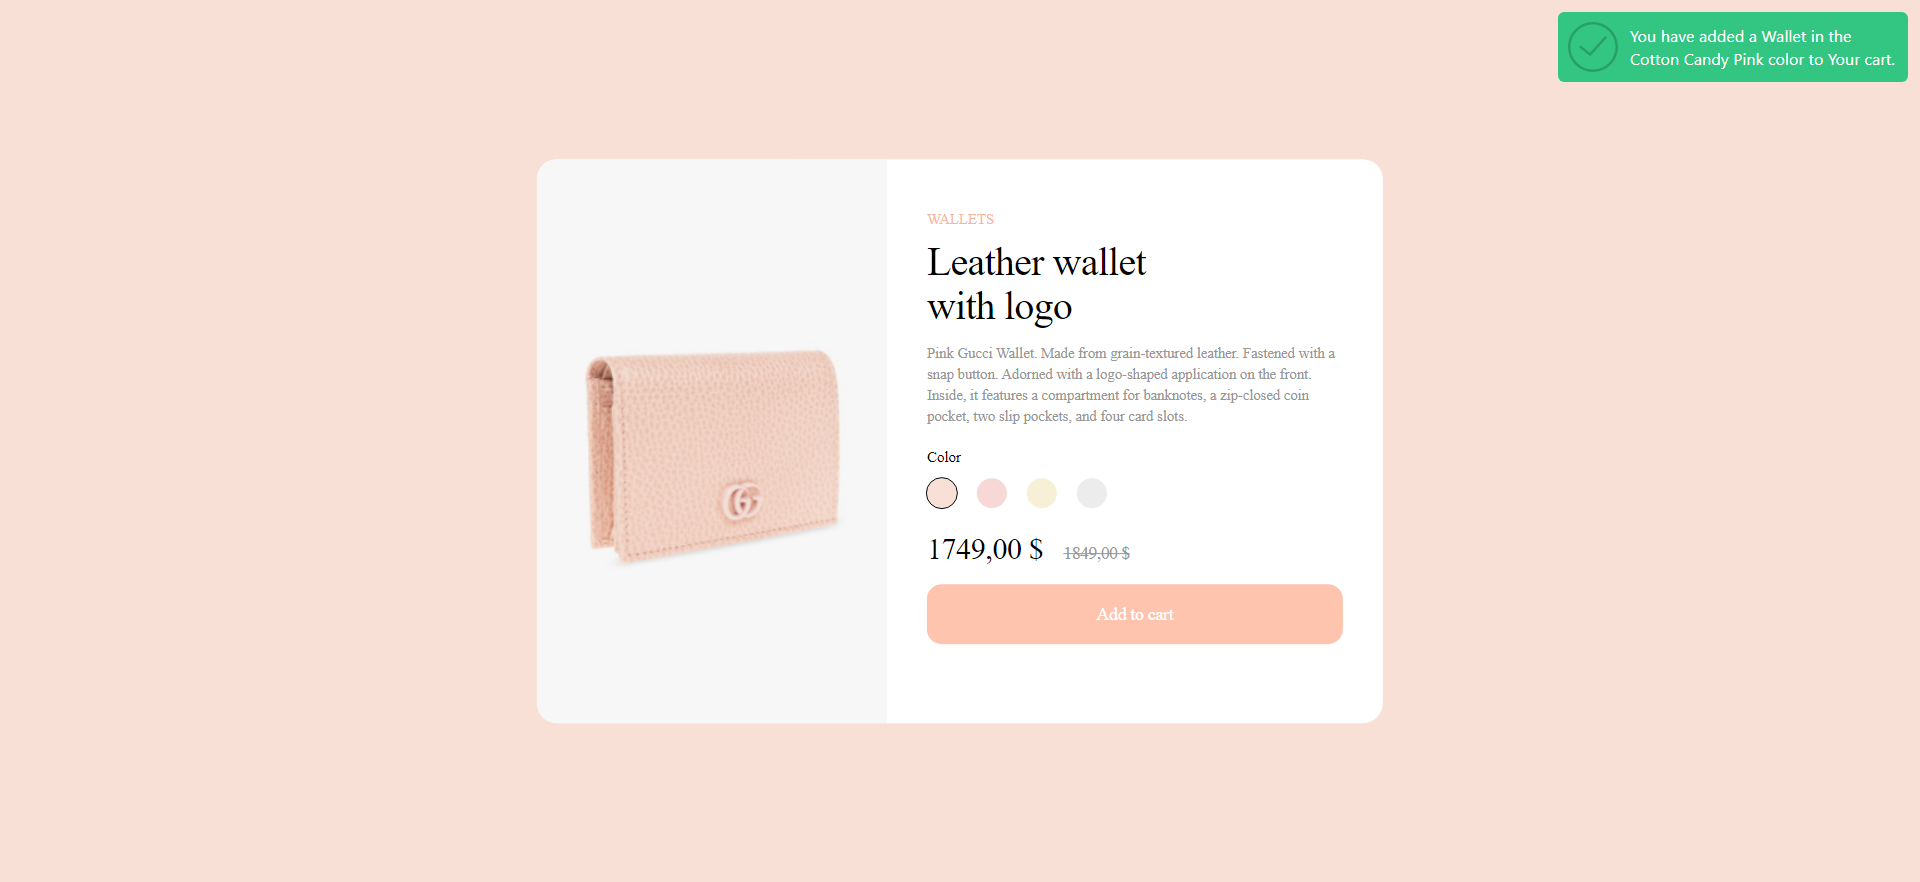 You have added a Wallet in the
Cotton Candy Pink color to Your cart.
WALLETS
Leather wallet
with logo
Pink Gucci Wallet. Made from grain-textured leather. Fastened with a
snap button. Adorned with a logo-shaped application on the front.
Inside, it features a compartment for banknotes, a zip-closed coin
pocket, two slip pockets, and four card slots.
Color
1749,00 $ 1849,00 $
Add to cart